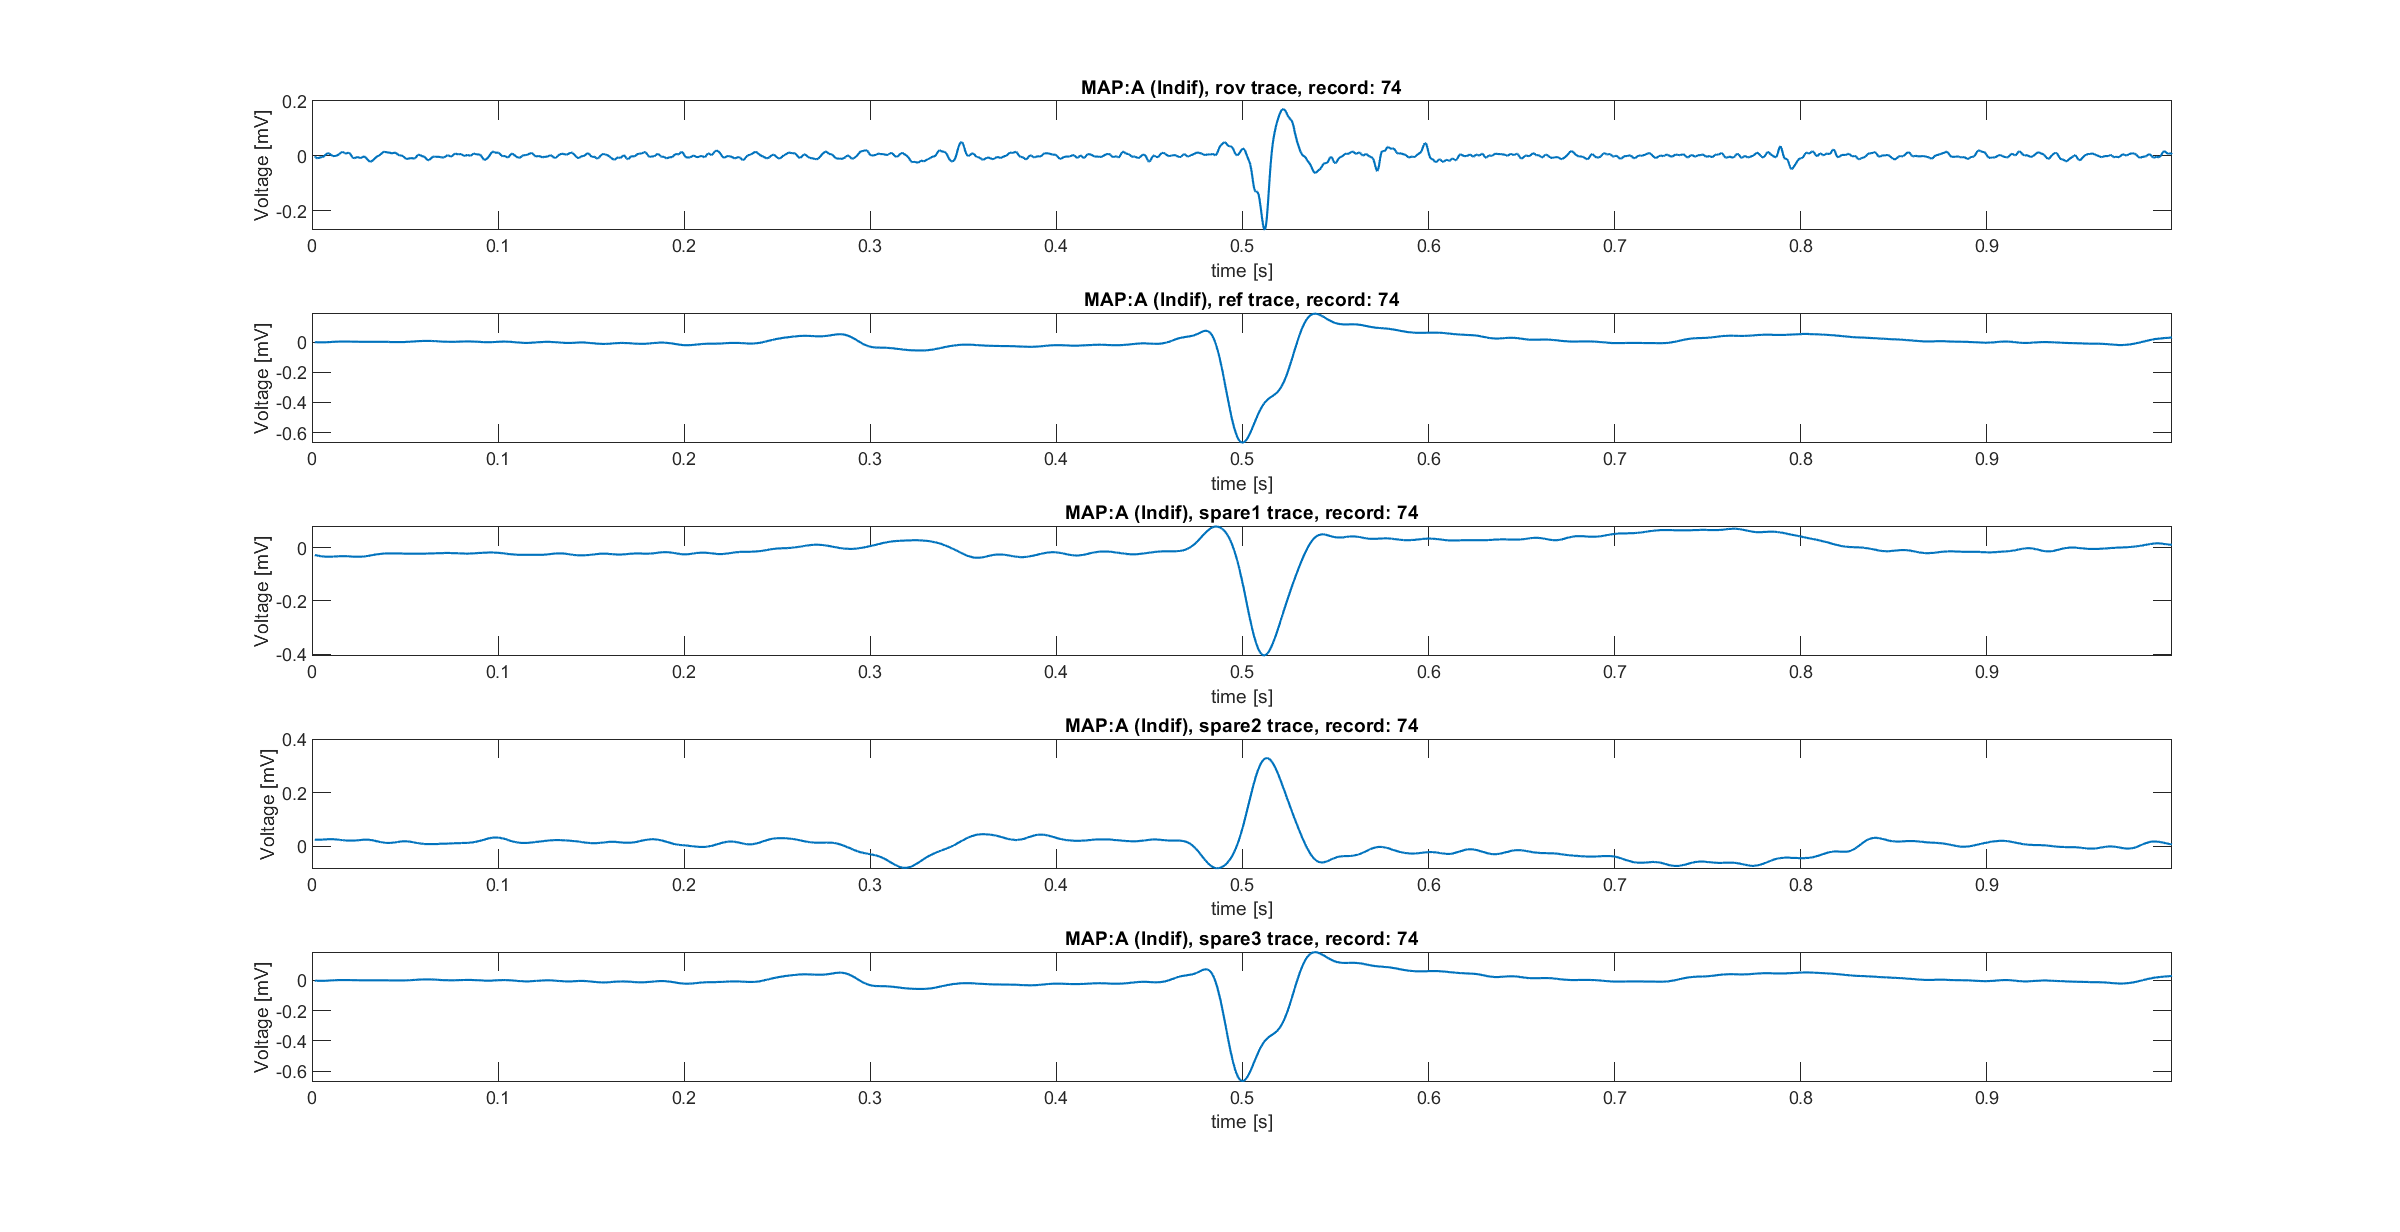 MAP:A (Indif), rov trace, record: 74
Voltage [mV]
0.2
0
-0.2
0 0.1 0.2 0.3 0.4 0.5 0.6 0.7 0.8 0.9
time [s]
MAP:A (Indif), ref trace, record: 74
Voltage [mV]
0
-0.2
-0.4
-0.6
0 0.1 0.2 0.3 0.4 0.5 0.6 0.7 0.8 0.9
time [s]
MAP:A (Indif), spare1 trace, record: 74
Voltage [mV]
0
-0.2
-0.4
0 0.1 0.2 0.3 0.4 0.5 0.6 0.7 0.8 0.9
time [s]
MAP:A (Indif), spare2 trace, record: 74
Voltage [mV]
0.4
0.2
0
0 0.1 0.2 0.3 0.4 0.5 0.6 0.7 0.8 0.9
time [s]
MAP:A (Indif), spare3 trace, record: 74
Voltage [mV]
0
-0.2
-0.4
-0.6
0 0.1 0.2 0.3 0.4 0.5 0.6 0.7 0.8 0.9
time [s]